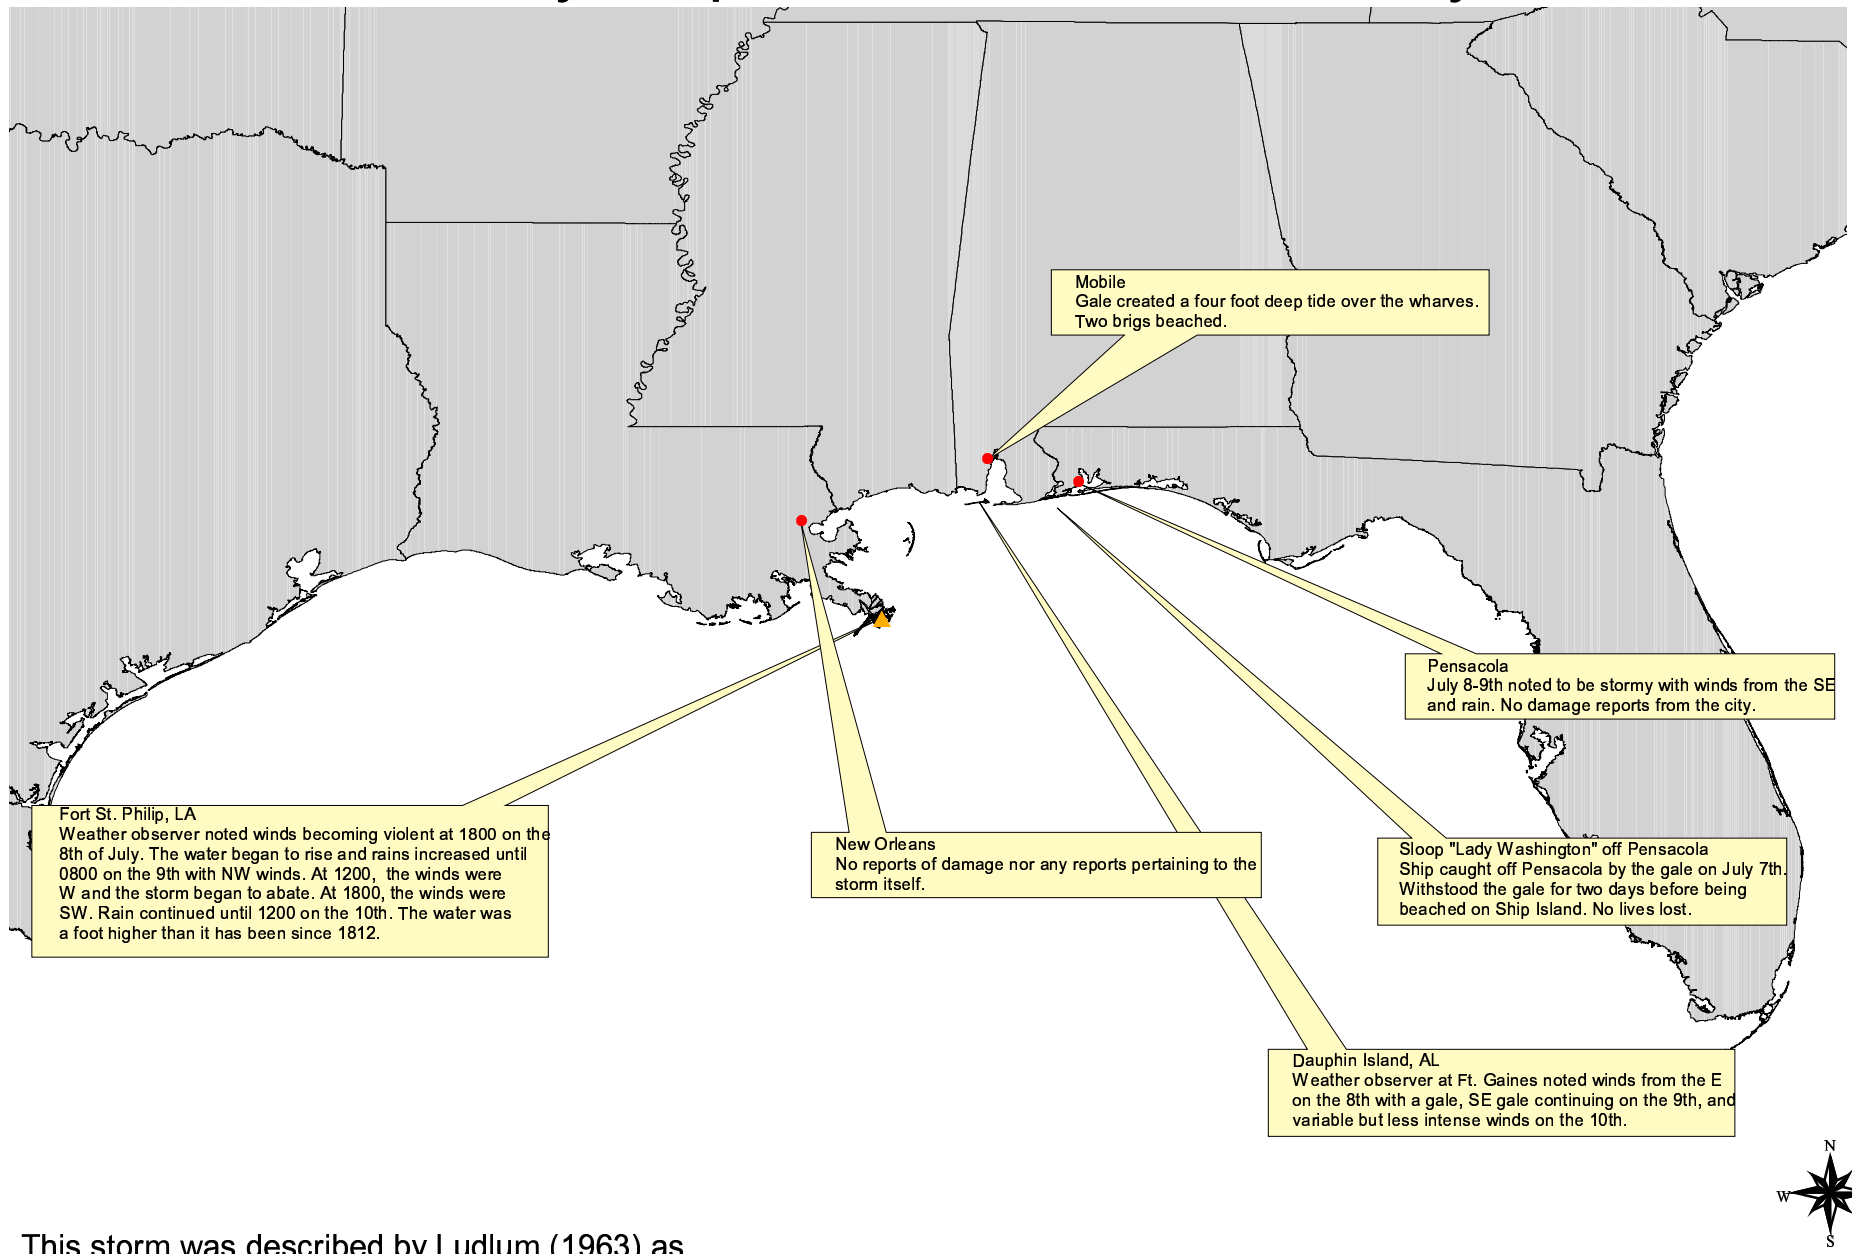 Mobile
Gale created a four foot deep tide over the wharves.
Two brigs beached.
Pensacola
July 8-9th noted to be stormy with winds from the SE
and rain. No damage reports from the city.
Fort St. Philip, LA
Weather observer noted winds becoming violent at 1800 on the
8th of July. The water began to rise and rains increased until
0800 on the 9th with NW winds. At 1200, the winds were
W and the storm began to abate. At 1800, the winds were
SW. Rain continued until 1200 on the 10th. The water was
a foot higher than it has been since 1812.
New Orleans
No reports of damage nor any reports pertaining to the
storm itself.
Sloop "Lady Washington" off Pensacola
Ship caught off Pensacola by the gale on July 7th.
Withstood the gale for two days before being
beached on Ship Island. No lives lost.
Dauphin Island, AL
Weather observer at Ft. Gaines noted winds from the E
on the 8th with a gale, SE gale continuing on the 9th, and
variable but less intense winds on the 10th.
N
W
S
This storm was described by Ludlum (1963) as